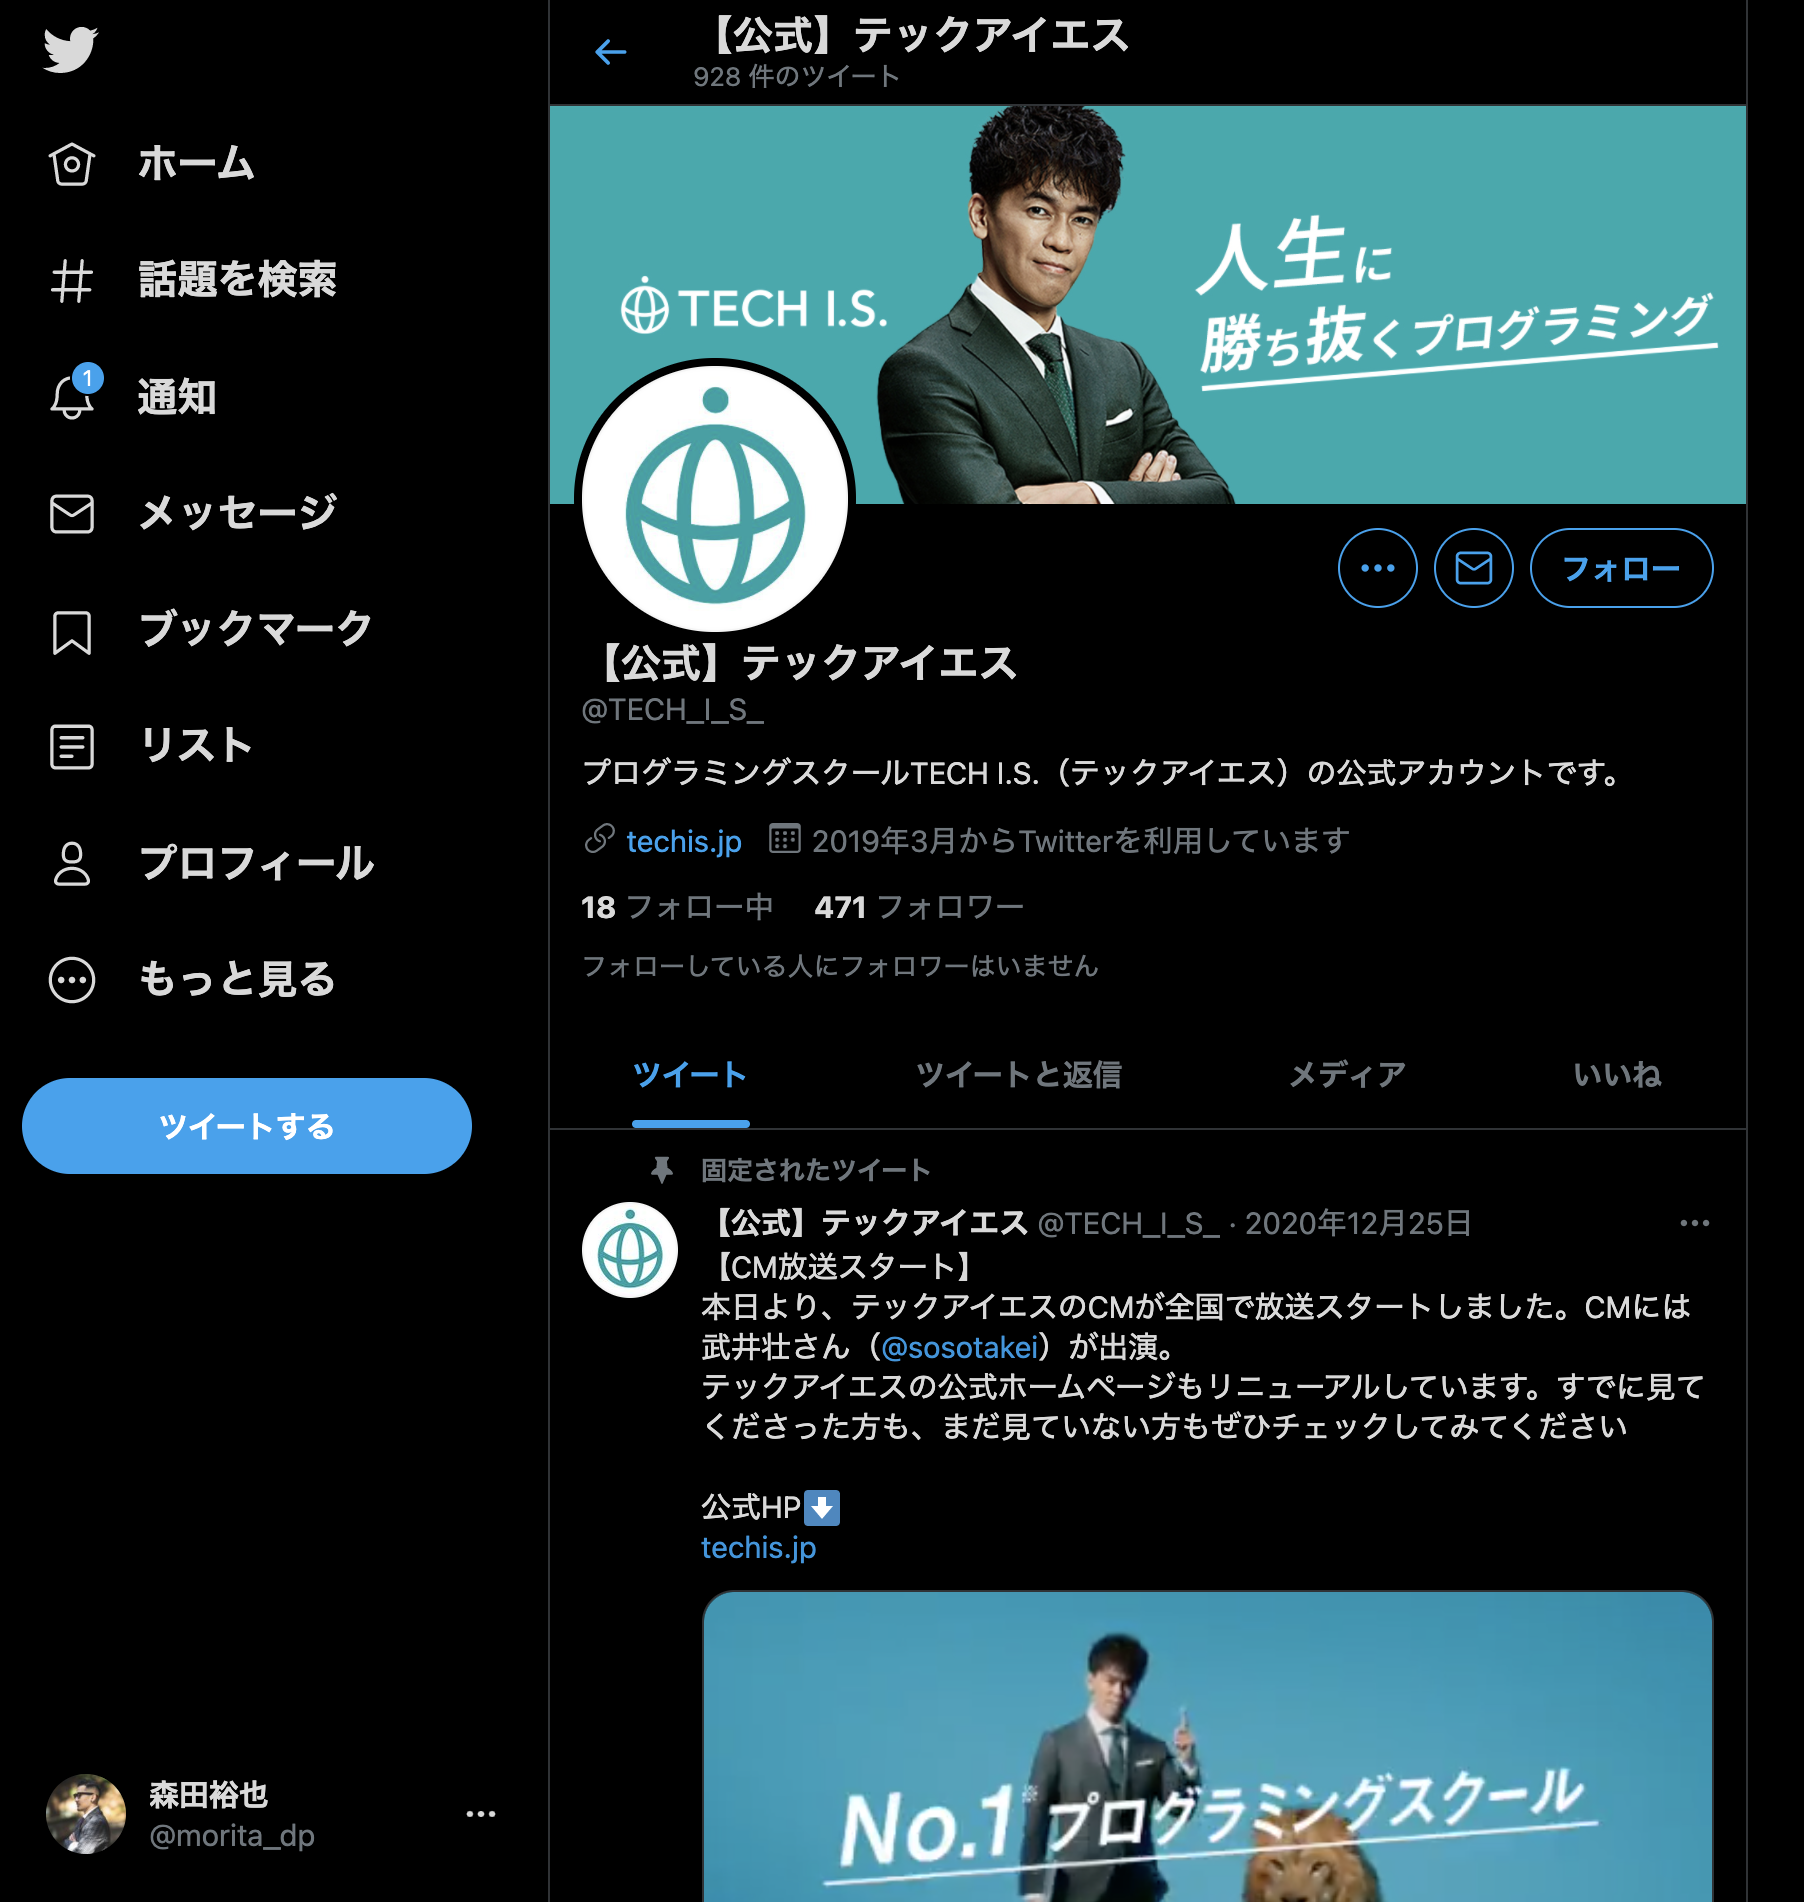 ホーム
話題を検索
1
通知
メッセージ
ブックマーク
リスト
プロフィール
もっと見る
ツイートする
森田裕也
@morita_dp
【公式】テックアイエス
928 件のツイート
TECH I.S.
人生に
勝ち抜くプログラミング
フォロー
【公式】テックアイエス
@TECH_I_S_
プログラミングスクールTECH I.S.（テックアイエス）の公式アカウントです。
techis.jp 2019年3月からTwitterを利用しています
18 フォロー中 471 フォロワー
フォローしている人にフォロワーはいません
ツイート ツイートと返信 メディア いいね
固定されたツイート
【公式】テックアイエス @TECH_I_S_ · 2020年12月25日
【CM放送スタート】
本日より、テックアイエスのCMが全国で放送スタートしました。CMには
武井壮さん（@sosotakei）が出演。
テックアイエスの公式ホームページもリニューアルしています。すでに見て
くださった方も、まだ見ていない方もぜひチェックしてみてください
公式HP⬇
techis.jp
No.1※プログラミングスクール